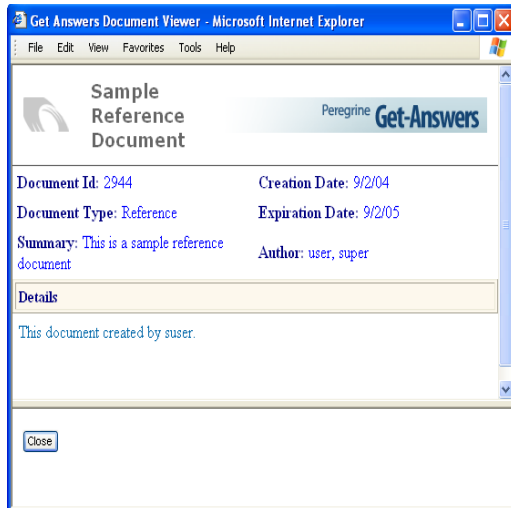 Get Answers Document Viewer - Microsoft Internet Explorer
File Edit View Favorites Tools Help
Sample
Reference
Document
Peregrine Get-Answers
Document Id: 2944 Creation Date: 9/2/04
Document Type: Reference Expiration Date: 9/2/05
Summary: This is a sample reference
document
Author: user, super
Details
This document created by suser.
Close